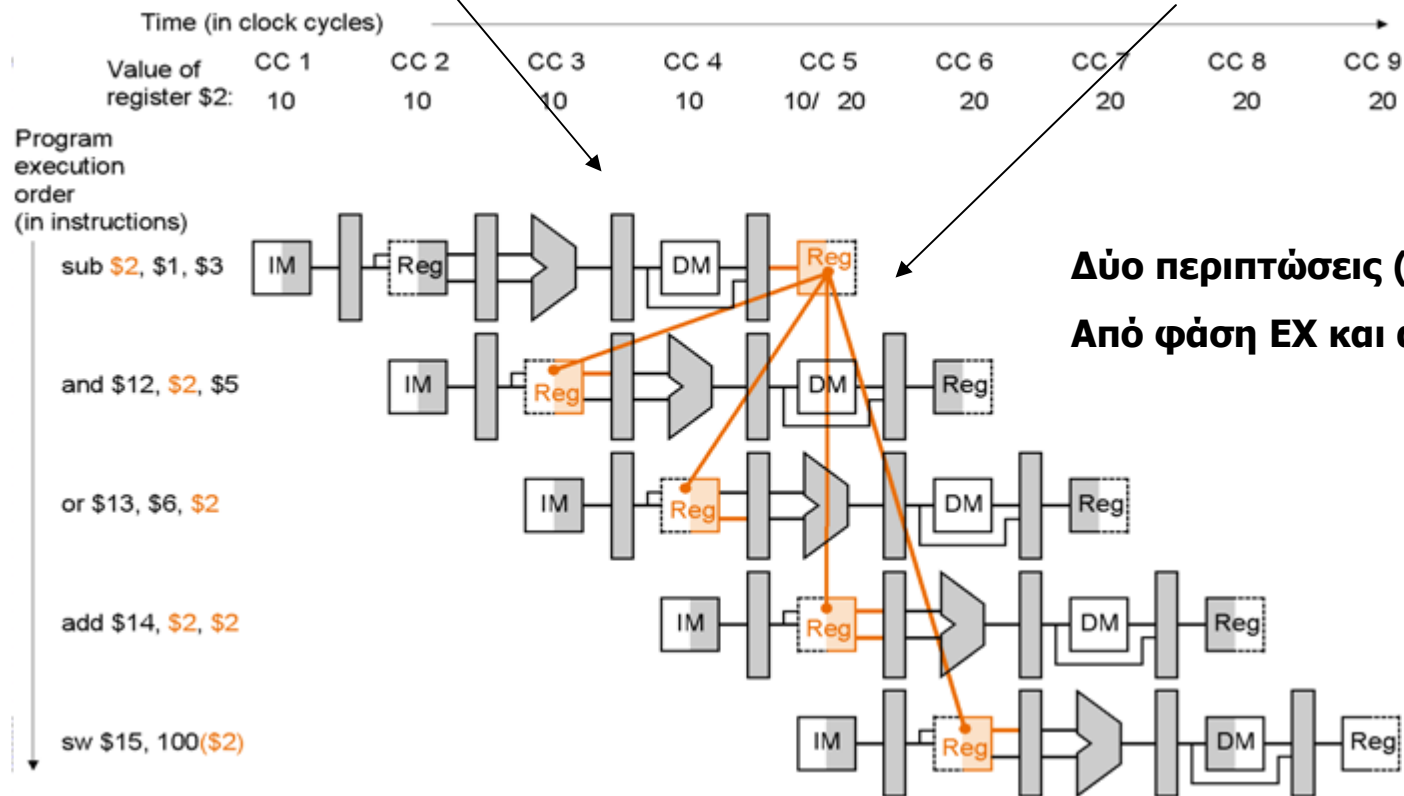 Time (in clock cycles)
CC 1 CC 2 CC 3 CC 4 CC 5 CC 6 CC 7 CC 8 CC 9
Value of
register $2:
10 10 10 10 10/ 20 20 20 20 20
Program
execution
order
(in instructions)
sub $2, $1, $3
IM Reg DM Reg
Δύο περιπτώσεις (
Από φάση EX και
and $12, $2, $5
IM Reg DM Reg
or $13, $6, $2
IM Reg DM Reg
add $14, $2, $2
IM Reg DM Reg
sw $15, 100($2)
IM Reg DM Reg